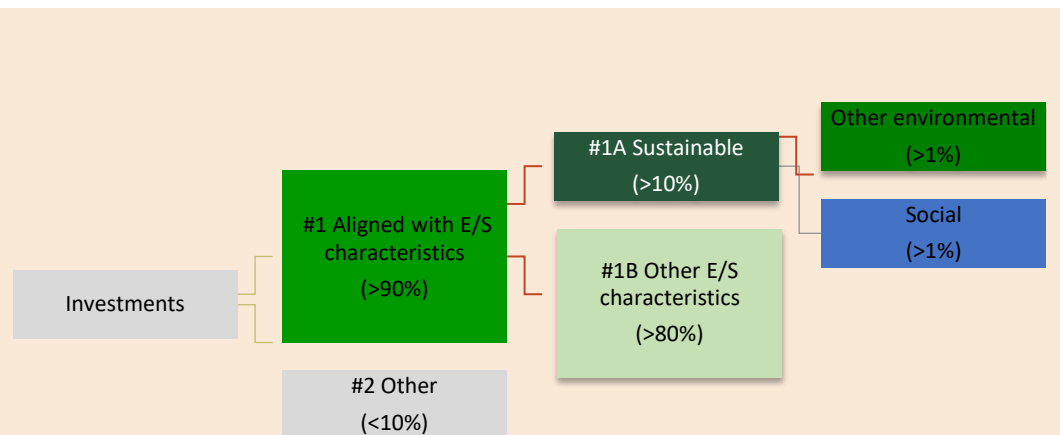 Investments
#1 Aligned with E/S
characteristics
(>90%)
#2 Other
(<10%)
#1A Sustainable
(>10%)
#1B Other E/S
characteristics
(>80%)
Other environmental
(>1%)
Social
(>1%)